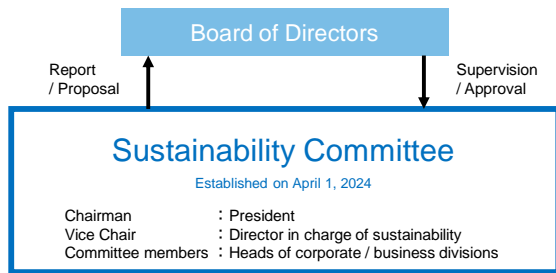 Board of Directors
Report
/ Proposal
Supervision
/ Approval
Sustainability Committee
Established on April 1, 2024
Chairman : President
Vice Chair : Director in charge of sustainability
Committee members : Heads of corporate / business divisions